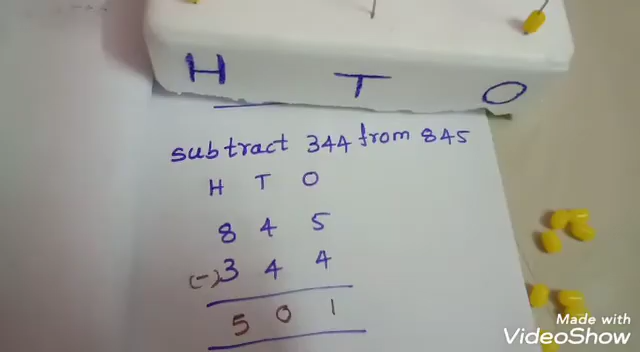 H T O
subtract 344 from 845
H T O
8 4 5
(-) 3 4 4
5 0 1
Made with
VideoShow